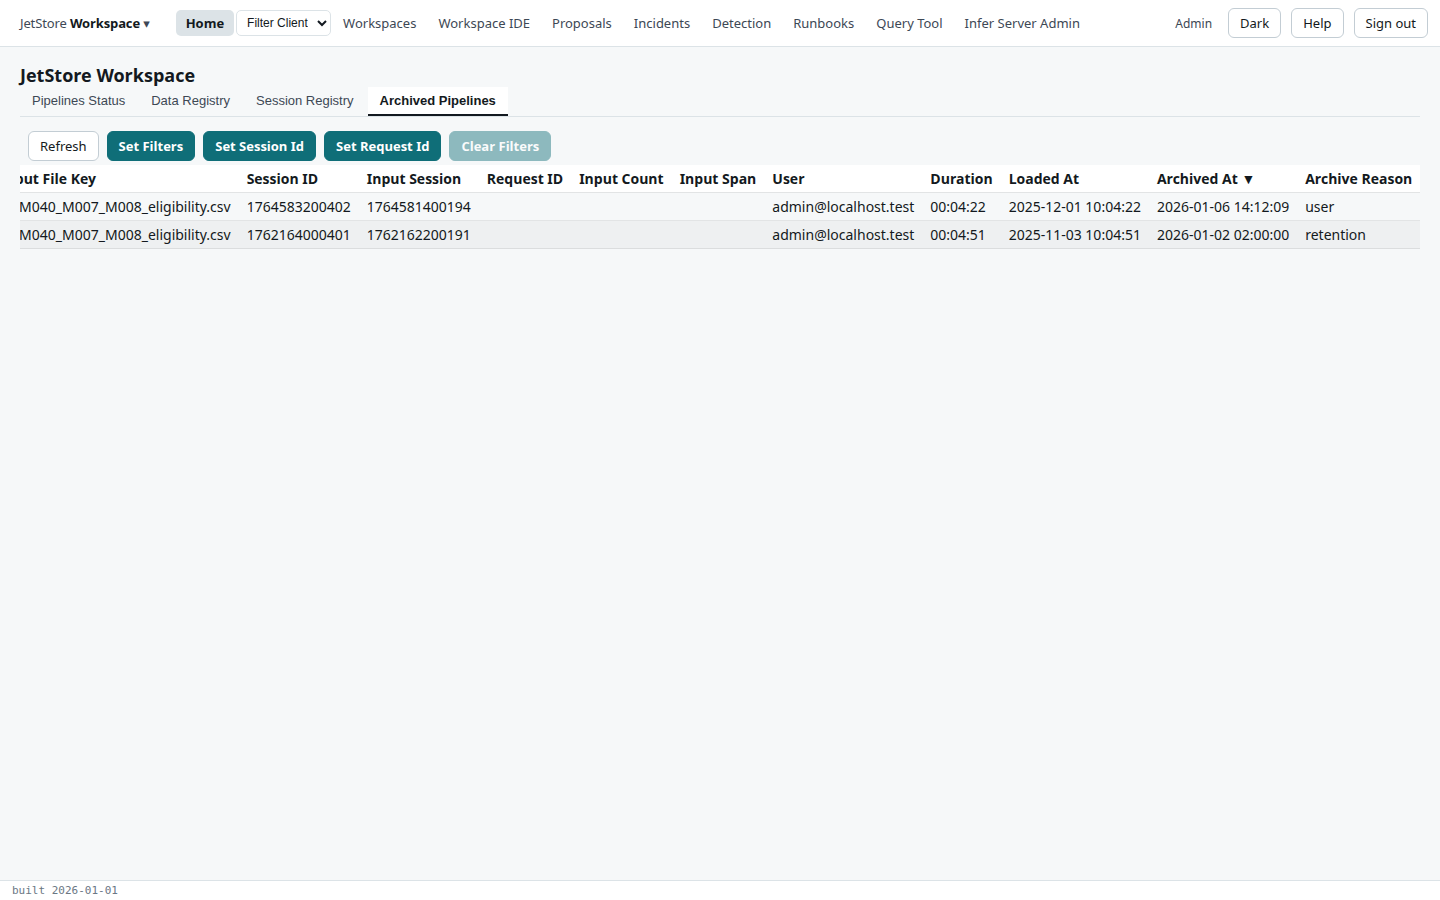 JetStore Workspace ▾ Home Filter Client Workspaces Workspace IDE Proposals Incidents Detection Runbooks Query Tool Infer Server Admin Admin Dark Help Sign out
JetStore Workspace
Pipelines Status Data Registry Session Registry Archived Pipelines
Refresh Set Filters Set Session Id Set Request Id Clear Filters
out File Key Session ID Input Session Request ID Input Count Input Span User Duration Loaded At Archived At ▼ Archive Reason
M040_M007_M008_eligibility.csv 1764583200402 1764581400194 admin@localhost.test 00:04:22 2025-12-01 10:04:22 2026-01-06 14:12:09 user
M040_M007_M008_eligibility.csv 1762164000401 1762162200191 admin@localhost.test 00:04:51 2025-11-03 10:04:51 2026-01-02 02:00:00 retention
built 2026-01-01